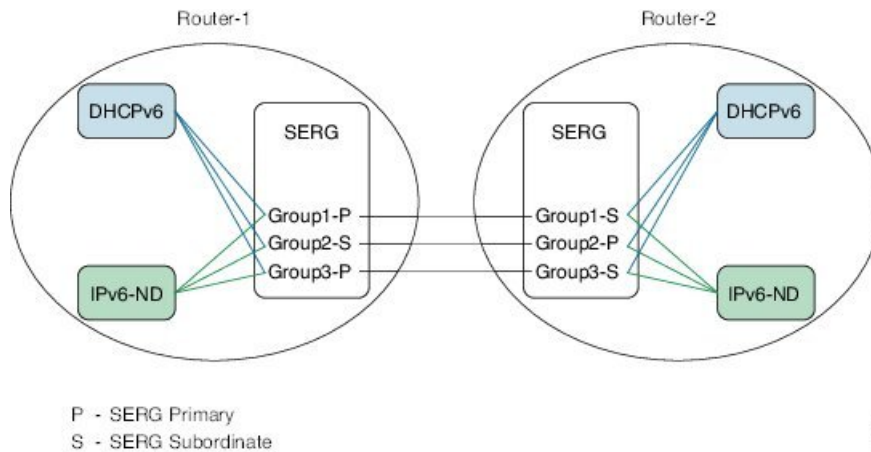 Router-1
Router-2
DHCPv6
SERG
SERG
DHCPv6
Group1-P
Group1-S
Group2-S
Group2-P
Group3-P
Group3-S
IPv6-ND
IPv6-ND
P - SERG Primary
S - SERG Subordinate